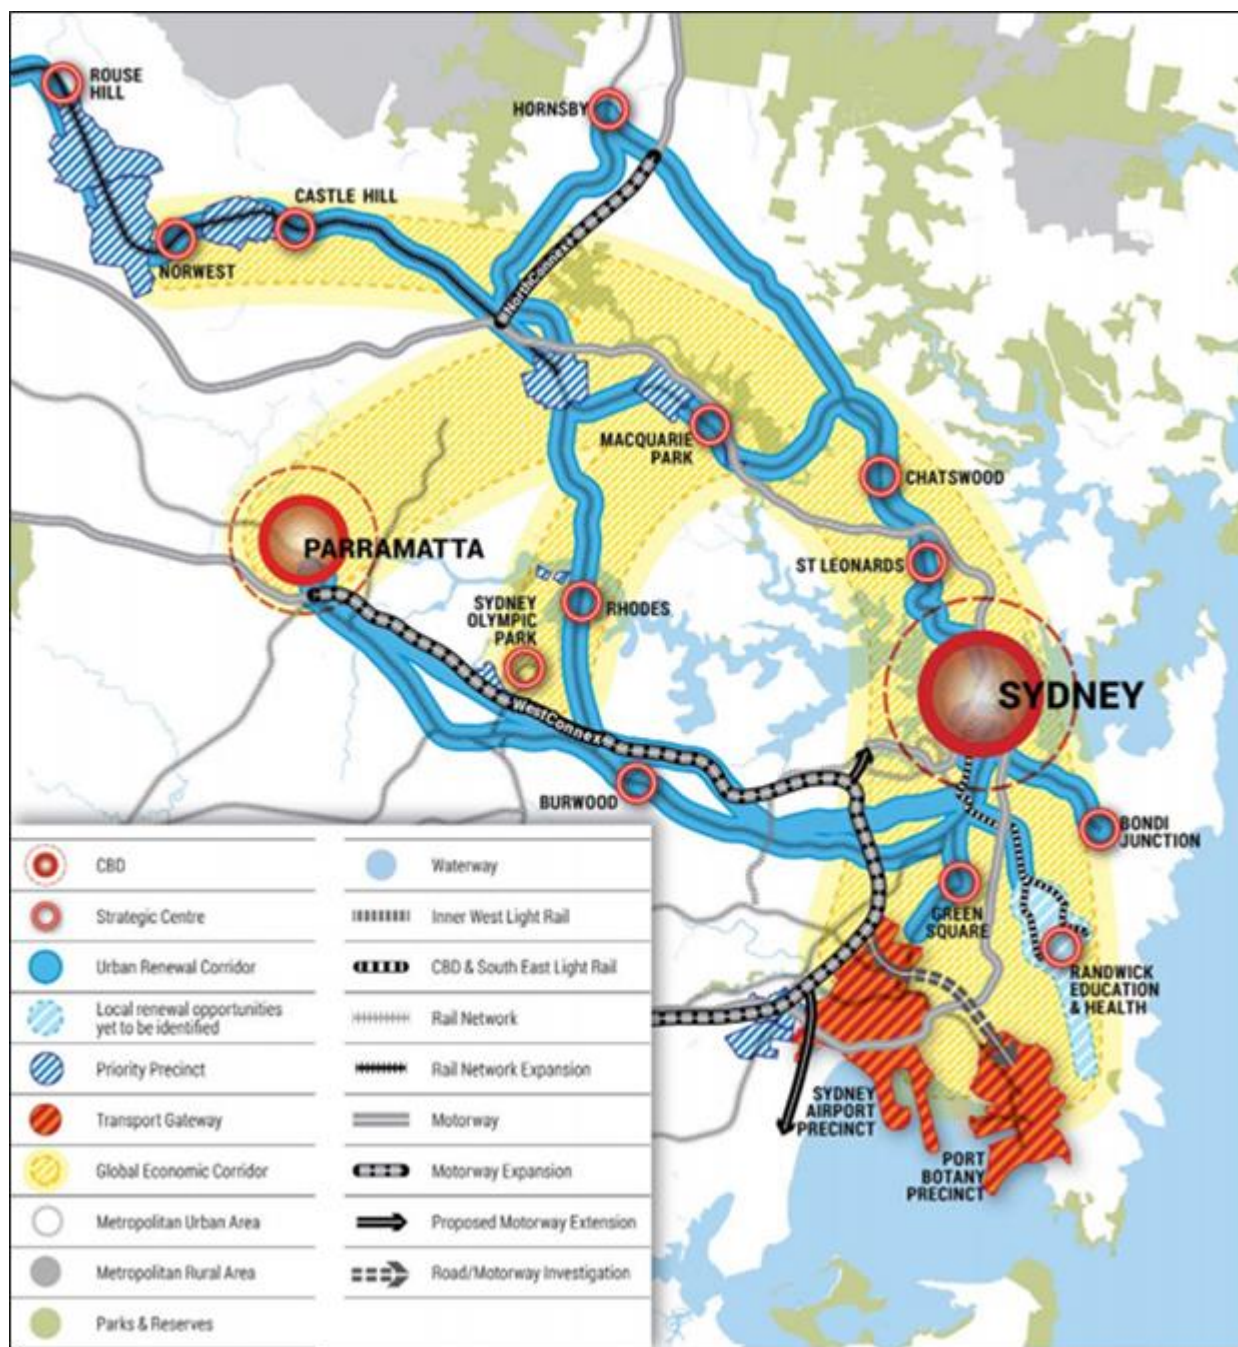 ROUSE
HILL
HORNSBY
CASTLE HILL
NORWEST
NorthConnex
MACQUARIE
PARK
CHATSWOOD
PARRAMATTA
ST LEONARDS
SYDNEY
OLYMPIC
PARK
RHODES
SYDNEY
WestConnex
BURWOOD
BONDI
JUNCTION
GREEN
SQUARE
RANDWICK
EDUCATION
& HEALTH
SYDNEY
AIRPORT
PRECINCT
PORT
BOTANY
PRECINCT
CBD
Strategic Centre
Urban Renewal Corridor
Local renewal opportunities
yet to be identified
Priority Precinct
Transport Gateway
Global Economic Corridor
Metropolitan Urban Area
Metropolitan Rural Area
Parks & Reserves
Waterway
Inner West Light Rail
CBD & South East Light Rail
Rail Network
Rail Network Expansion
Motorway
Motorway Expansion
Proposed Motorway Extension
Road/Motorway Investigation